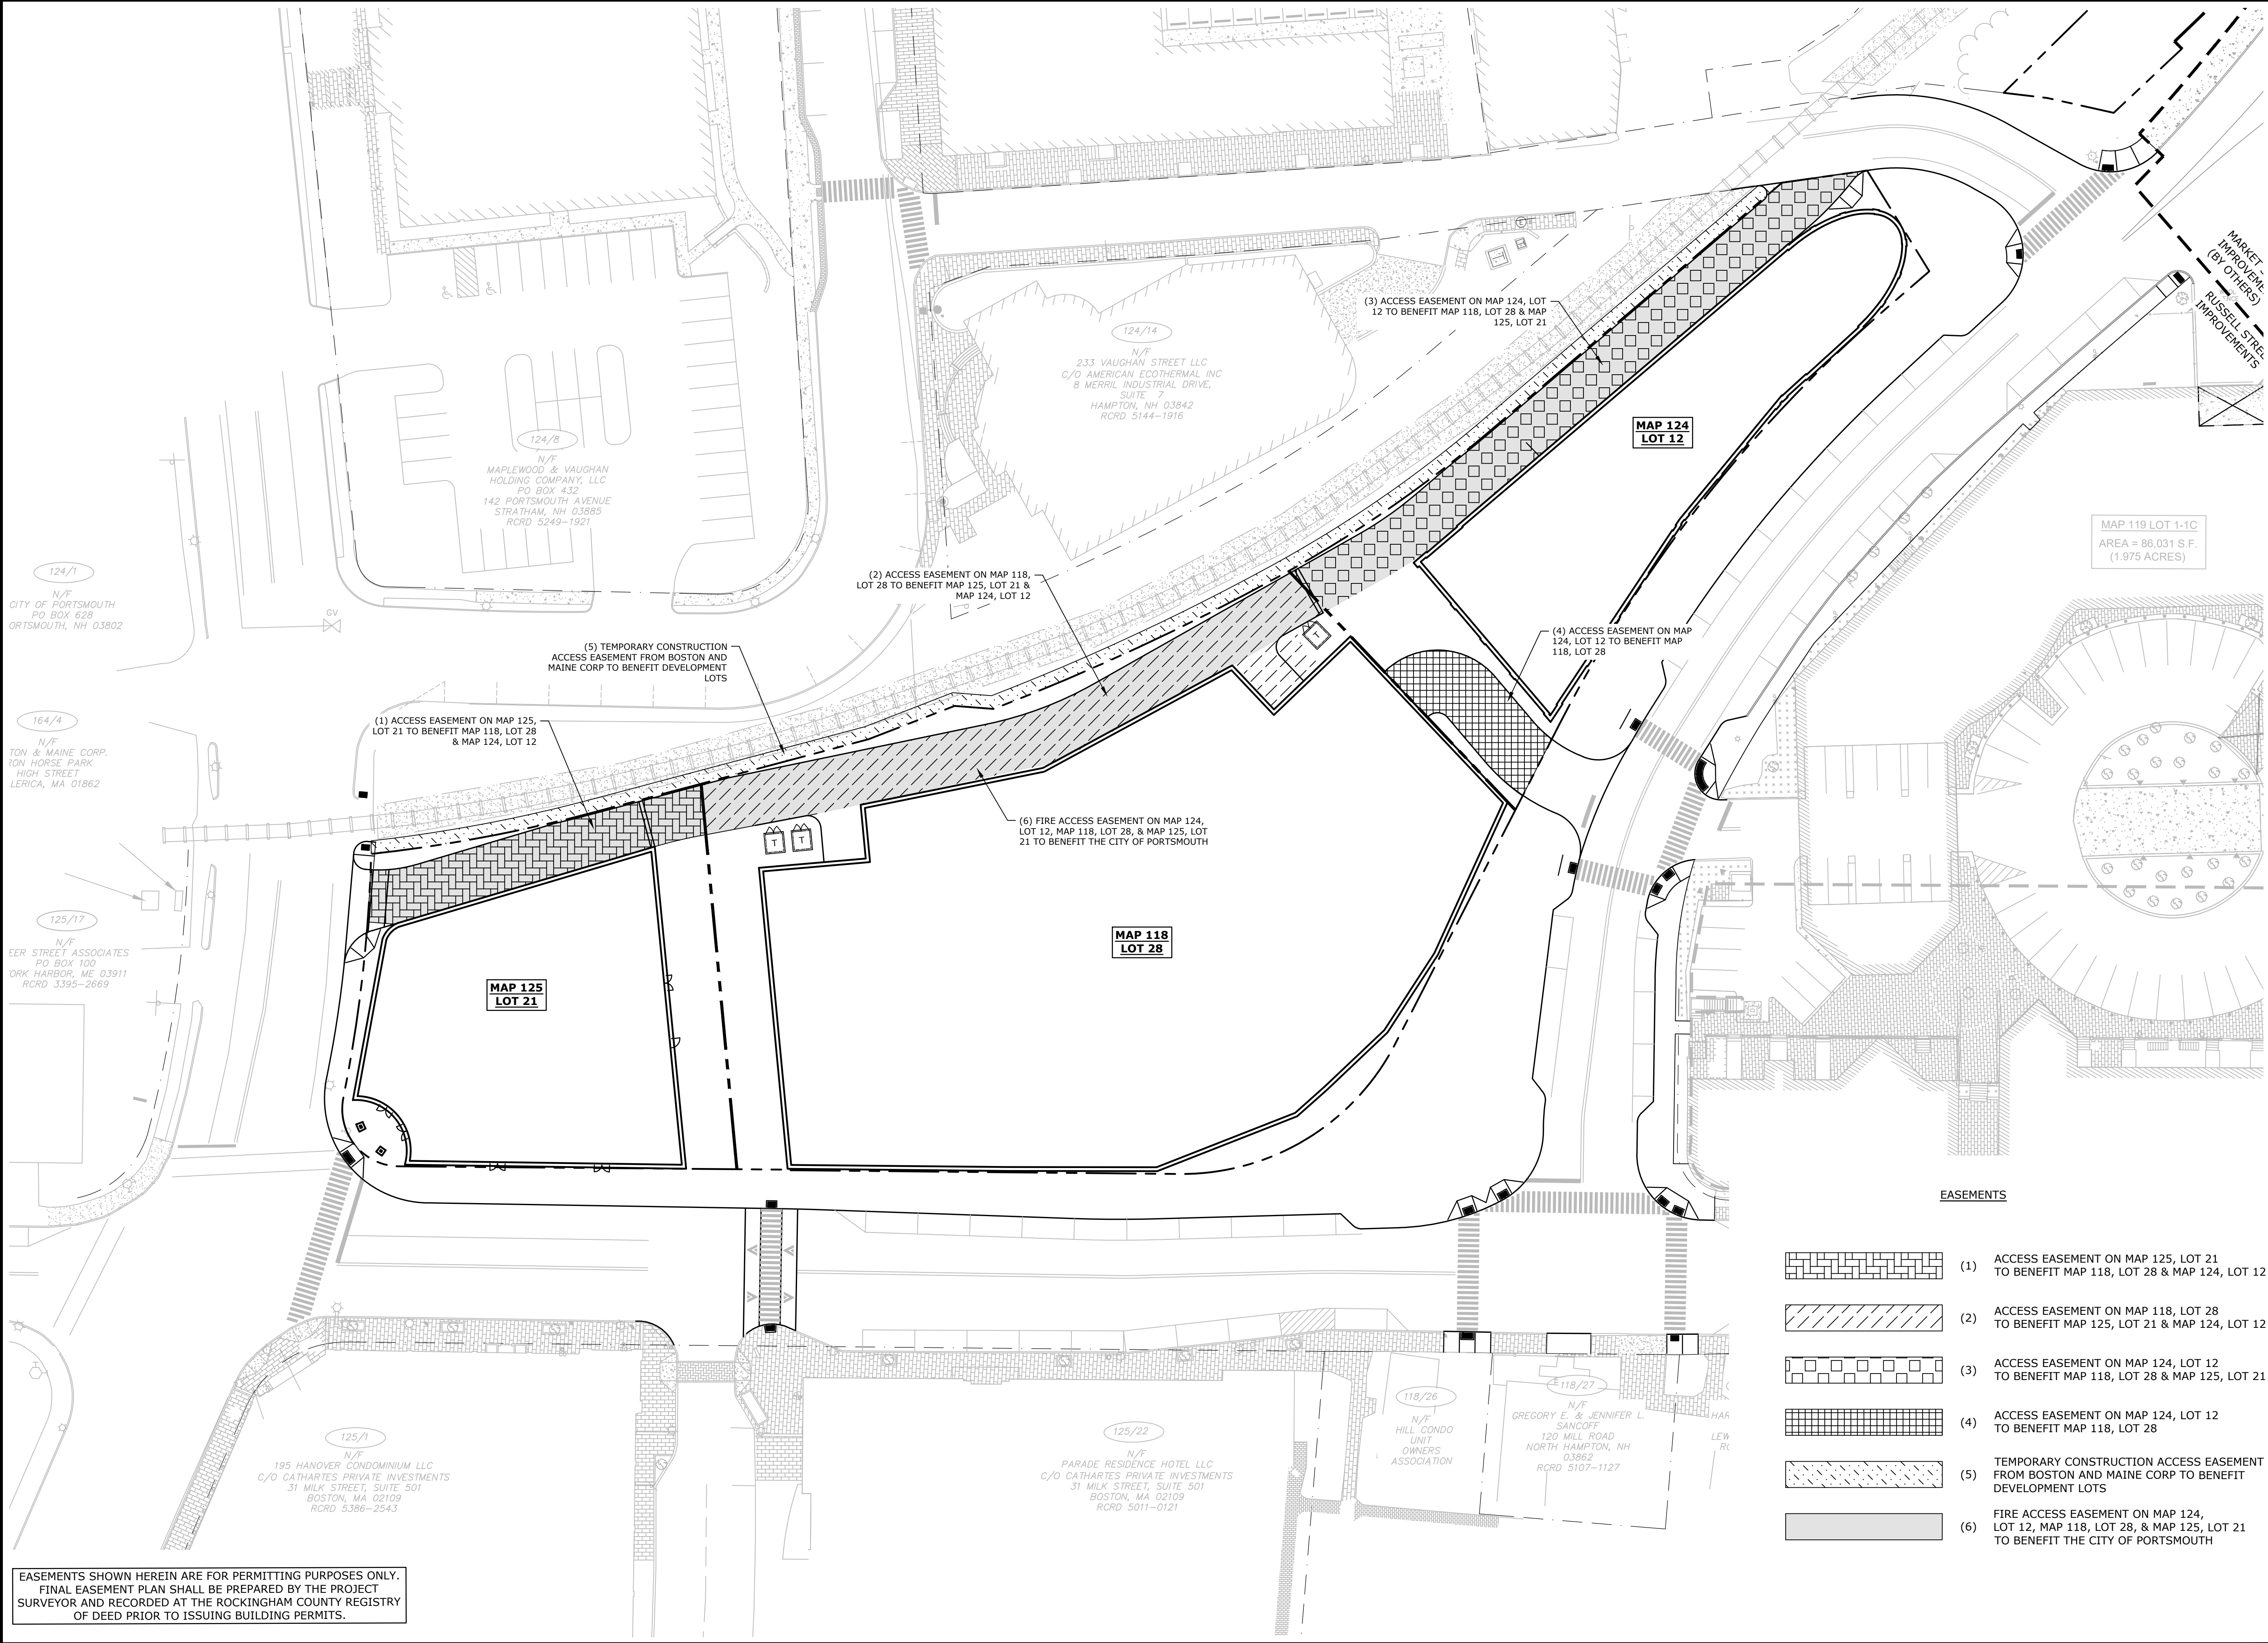 124/14
N/F
233 VAUGHAN STREET LLC
C/O AMERICAN ECOTHERMAL INC
8 MERRIL INDUSTRIAL DRIVE,
SUITE 7
HAMPTON, NH 03842
RCRD 5144-1916
MARKET
(BY OTHERS)
IMPROVEMENTS
(3) ACCESS EASEMENT ON MAP 124, LOT
12 TO BENEFIT MAP 118, LOT 28 & MAP
125, LOT 21
124/8
N/F
MAPLEWOOD & VAUGHAN
HOLDING COMPANY, LLC
PO BOX 432
142 PORTSMOUTH AVENUE
STRATHAM, NH 03885
RCRD 5249-1921
MAP 124
LOT 12
MAP 119 LOT 1-1C
AREA = 86,031 S.F.
(1.975 ACRES)
124/1
N/F
CITY OF PORTSMOUTH
PO BOX 628
ORTSMOUTH, NH 03802
GV
(2) ACCESS EASEMENT ON MAP 118,
LOT 28 TO BENEFIT MAP 125, LOT 21 &
MAP 124, LOT 12
T
(4) ACCESS EASEMENT ON MAP
124, LOT 12 TO BENEFIT MAP
118, LOT 28
(5) TEMPORARY CONSTRUCTION
ACCESS EASEMENT FROM BOSTON AND
MAINE CORP TO BENEFIT DEVELOPMENT
LOTS
164/4
N/F
TON & MAINE CORP.
RON HORSE PARK
HIGH STREET
LERICA, MA 01862
(1) ACCESS EASEMENT ON MAP 125,
LOT 21 TO BENEFIT MAP 118, LOT 28
& MAP 124, LOT 12
T T
(6) FIRE ACCESS EASEMENT ON MAP 124,
LOT 12, MAP 118, LOT 28, & MAP 125, LOT
21 TO BENEFIT THE CITY OF PORTSMOUTH
125/17
N/F
EER STREET ASSOCIATES
PO BOX 100
ORK HARBOR, ME 03911
RCRD 3395-2669
MAP 118
LOT 28
MAP 125
LOT 21
EASEMENTS
(1) ACCESS EASEMENT ON MAP 125, LOT 21
TO BENEFIT MAP 118, LOT 28 & MAP 124, LOT 12
(2) ACCESS EASEMENT ON MAP 118, LOT 28
TO BENEFIT MAP 125, LOT 21 & MAP 124, LOT 12
(3) ACCESS EASEMENT ON MAP 124, LOT 12
TO BENEFIT MAP 118, LOT 28 & MAP 125, LOT 21
(4) ACCESS EASEMENT ON MAP 124, LOT 12
TO BENEFIT MAP 118, LOT 28
(5) TEMPORARY CONSTRUCTION ACCESS EASEMENT
FROM BOSTON AND MAINE CORP TO BENEFIT
DEVELOPMENT LOTS
(6) FIRE ACCESS EASEMENT ON MAP 124,
LOT 12, MAP 118, LOT 28, & MAP 125, LOT 21
TO BENEFIT THE CITY OF PORTSMOUTH
125/1
N/F
195 HANOVER CONDOMINIUM LLC
C/O CATHARTES PRIVATE INVESTMENTS
31 MILK STREET, SUITE 501
BOSTON, MA 02109
RCRD 5386-2543
125/22
N/F
PARADE RESIDENCE HOTEL LLC
C/O CATHARTES PRIVATE INVESTMENTS
31 MILK STREET, SUITE 501
BOSTON, MA 02109
RCRD 5011-0121
118/26
N/F
HILL CONDO
UNIT
OWNERS
ASSOCIATION
118/27
N/F
GREGORY E. & JENNIFER L.
SANCOFF
120 MILL ROAD
NORTH HAMPTON, NH
03862
RCRD 5107-1127
HAR
LEW
EASEMENTS SHOWN HEREIN ARE FOR PERMITTING PURPOSES ONLY.
FINAL EASEMENT PLAN SHALL BE PREPARED BY THE PROJECT
SURVEYOR AND RECORDED AT THE ROCKINGHAM COUNTY REGISTRY
OF DEED PRIOR TO ISSUING BUILDING PERMITS.